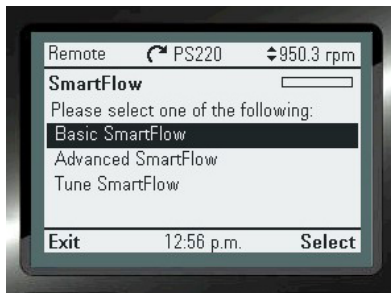 Remote PS220 950.3 rpm
SmartFlow
Please select one of the following:
Basic SmartFlow
Advanced SmartFlow
Tune SmartFlow
Exit 12:56 p.m. Select